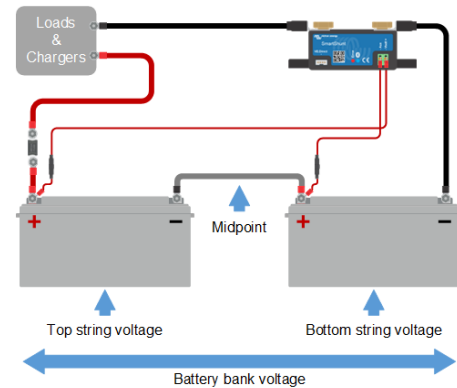 Loads
&
Chargers
SmartShunt
+
−
+
−
Midpoint
Top string voltage
Bottom string voltage
Battery bank voltage